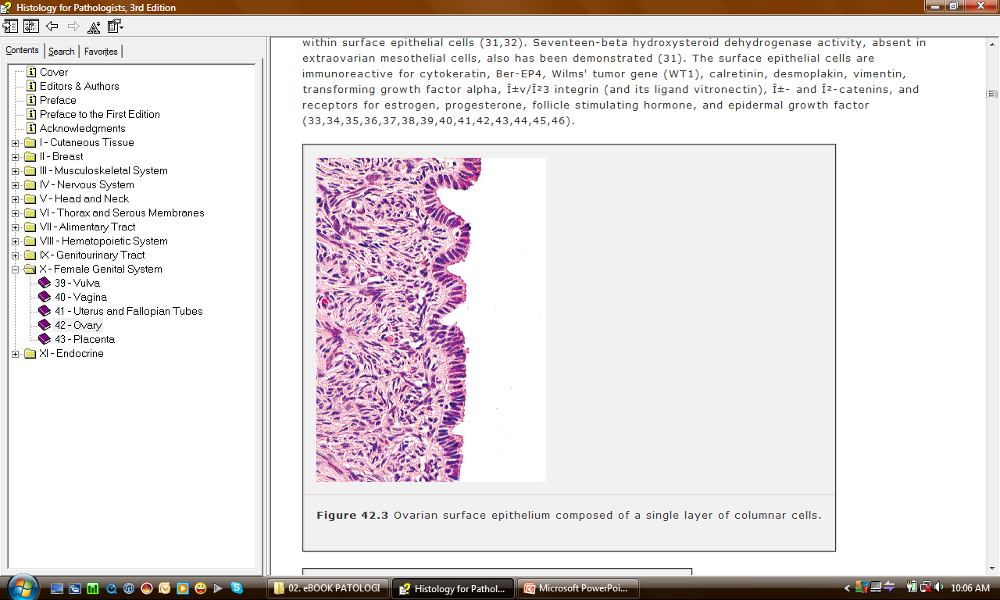 Histology for Pathologists, 3rd Edition
Contents Search Favorites
Cover
Editors & Authors
Preface
Preface to the First Edition
Acknowledgments
I - Cutaneous Tissue
II - Breast
III - Musculoskeletal System
IV - Nervous System
V - Head and Neck
VI - Thorax and Serous Membranes
VII - Alimentary Tract
VIII - Hematopoietic System
IX - Genitourinary Tract
X - Female Genital System
39 - Vulva
40 - Vagina
41 - Uterus and Fallopian Tubes
42 - Ovary
43 - Placenta
XI - Endocrine
within surface epithelial cells (31,32). Seventeen-beta hydroxysteroid dehydrogenase activity, absent in
extraovarian mesothelial cells, also has been demonstrated (31). The surface epithelial cells are
immunoreactive for cytokeratin, Ber-EP4, Wilms' tumor gene (WT1), calretinin, desmoplakin, vimentin,
transforming growth factor alpha, Î±v/Î²3 integrin (and its ligand vitronectin), Î±- and Î²-catenins, and
receptors for estrogen, progesterone, follicle stimulating hormone, and epidermal growth factor
(33,34,35,36,37,38,39,40,41,42,43,44,45,46).
Figure 42.3 Ovarian surface epithelium composed of a single layer of columnar cells.
02. eBOOK PATOLOGI
Histology for Pathol...
Microsoft PowerPoi...
10:06 AM